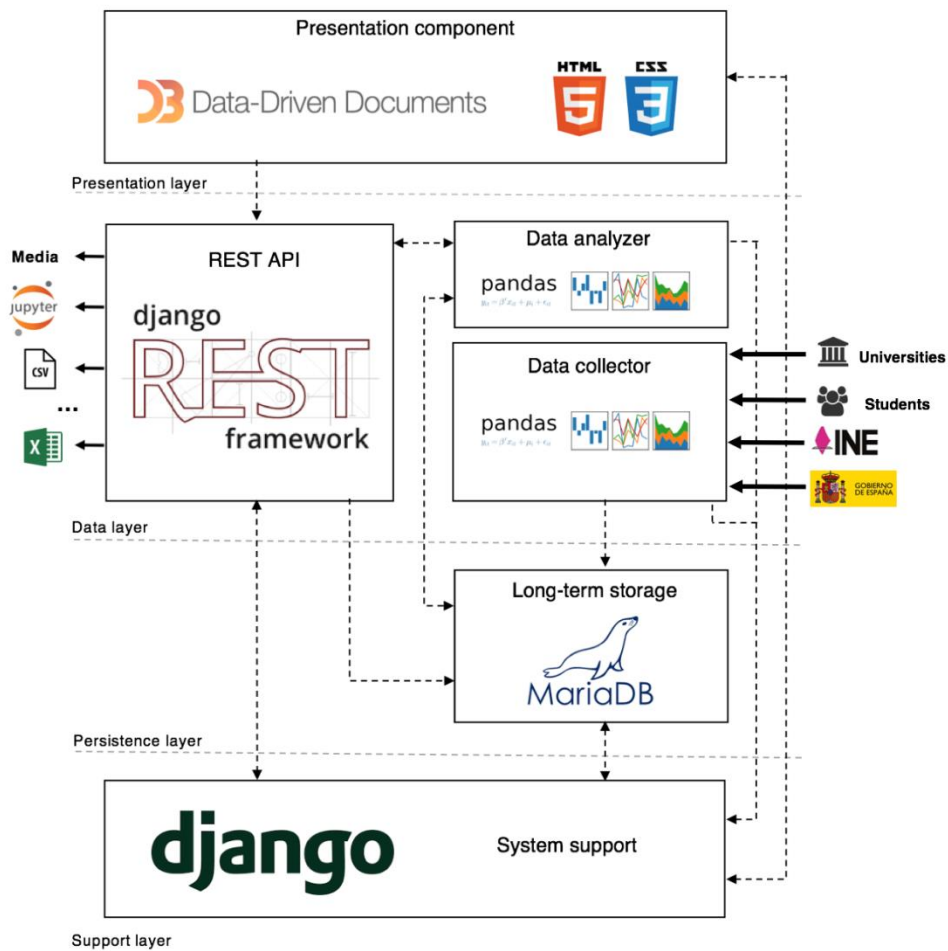 Presentation component
D3 Data-Driven Documents
HTML
5
CSS
3
Presentation layer
REST API
django
REST
framework
Media
jupyter
CSV
...
X
Data analyzer
pandas
Data collector
pandas
Universities
Students
INE
GOBIERNO
DE ESPAÑA
Data layer
Long-term storage
MariaDB
Persistence layer
django
System support
Support layer